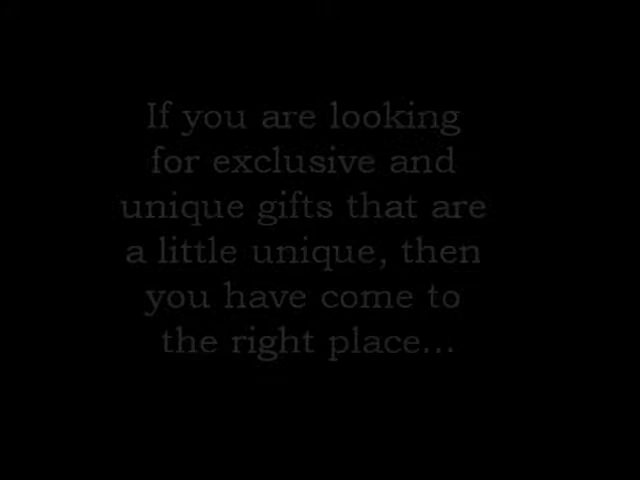 If you are looking
for exclusive and
unique gifts that are
a little unique, then
you have come to
the right place...